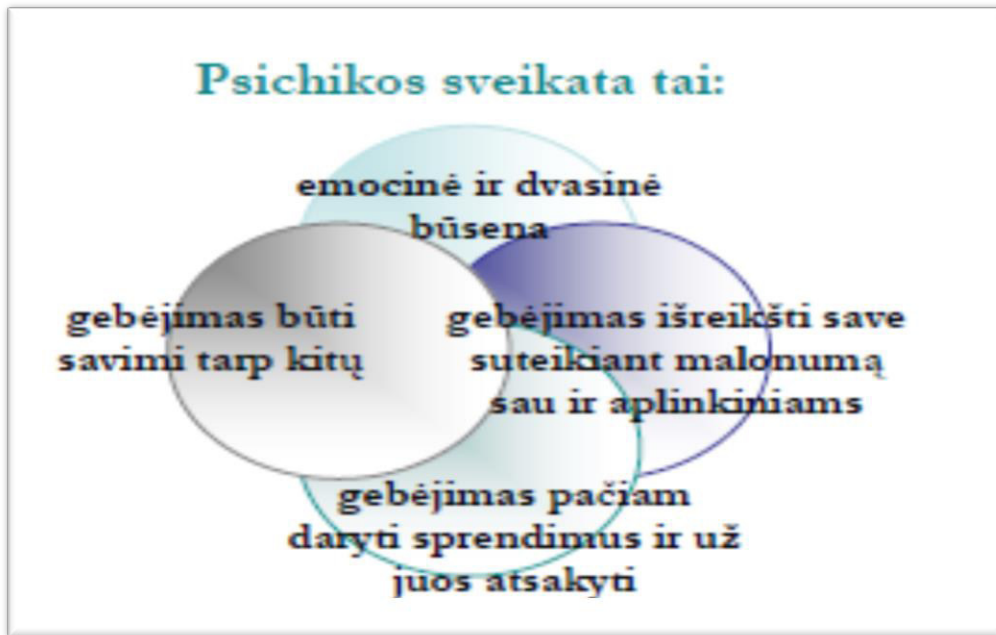 Psichikos sveikata tai:
emocinė ir dvasinė
būsena
gebėjimas būti
savimi tarp kitų
gebėjimas išreikšti save
suteikiant malonumą
sau ir aplinkiniams
gebėjimas pačiam
daryti sprendimus ir už
juos atsakyti